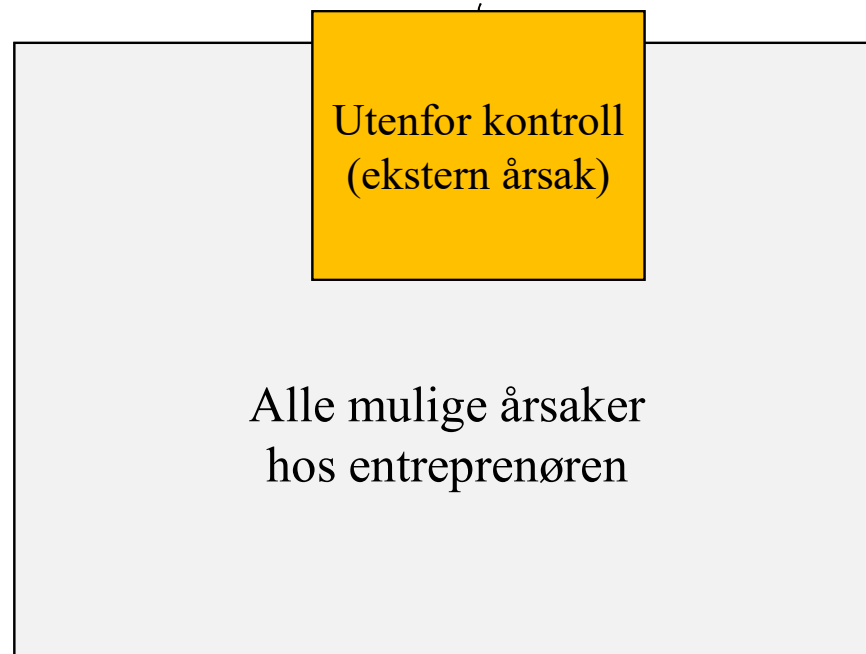 Utenfor kontroll
(ekstern årsak)
Alle mulige årsaker
hos entreprenøren